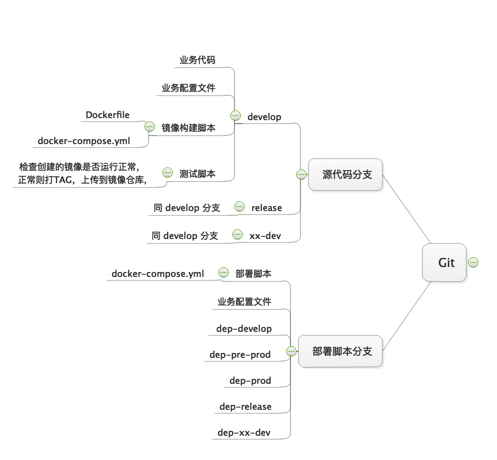 业务代码
业务配置文件
Dockerfile
develop
镜像构建脚本
docker-compose.yml
检查创建的镜像是否运行正常,
正常则打TAG，上传到镜像仓库,
测试脚本
源代码分支
同 develop 分支
release
同 develop 分支
xx-dev
Git
docker-compose.yml
部署脚本
业务配置文件
dep-develop
dep-pre-prod
部署脚本分支
dep-prod
dep-release
dep-xx-dev